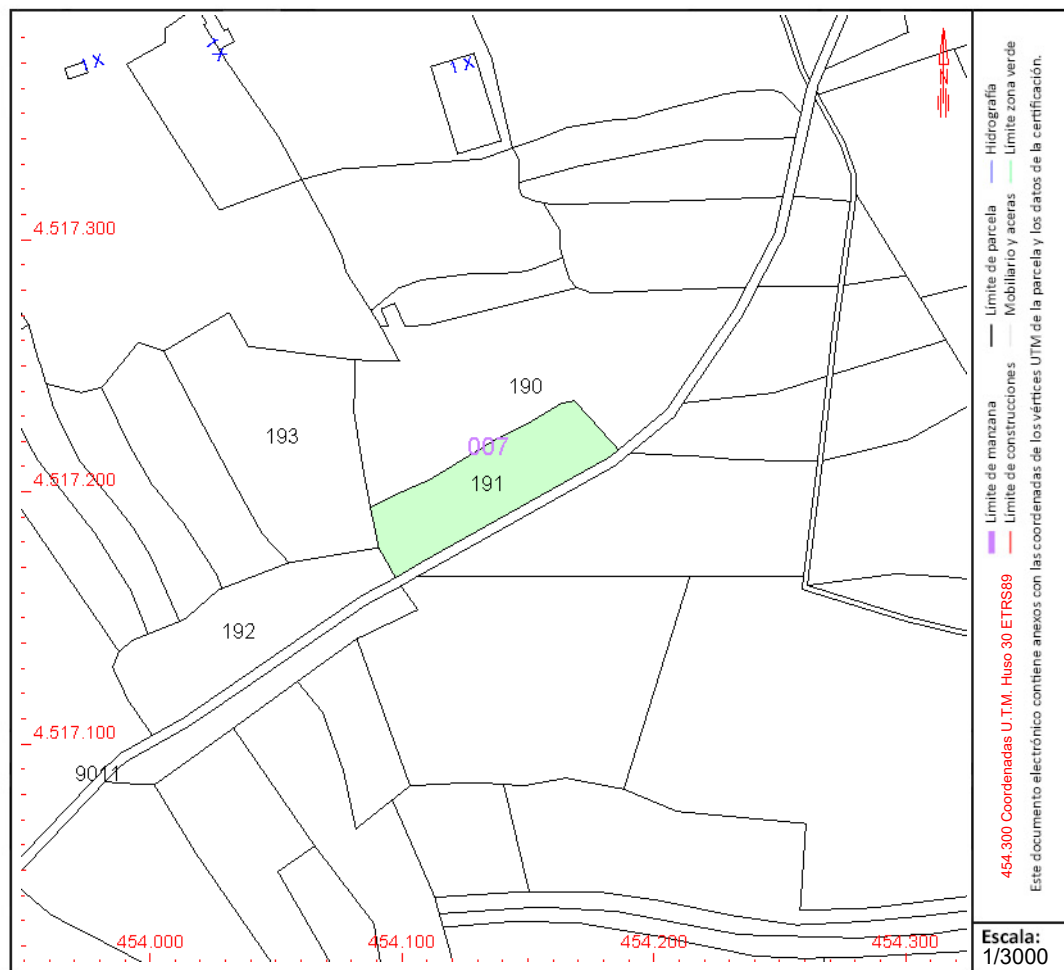 1 X
1 X
1 X
N
4.517.300
190
007
193
191
4.517.200
192
4.517.100
9011
454.000
454.100
454.200
454.300
454.300 Coordenadas U.T.M. Huso 30 ETRS89
Límite de manzana
Límite de parcela
Hidrografía
Límite de construcciones
Mobiliario y aceras
Límite zona verde
Este documento electrónico contiene anexos con las coordenadas de los vértices UTM de la parcela y los datos de la certificación.
Escala:
1/3000